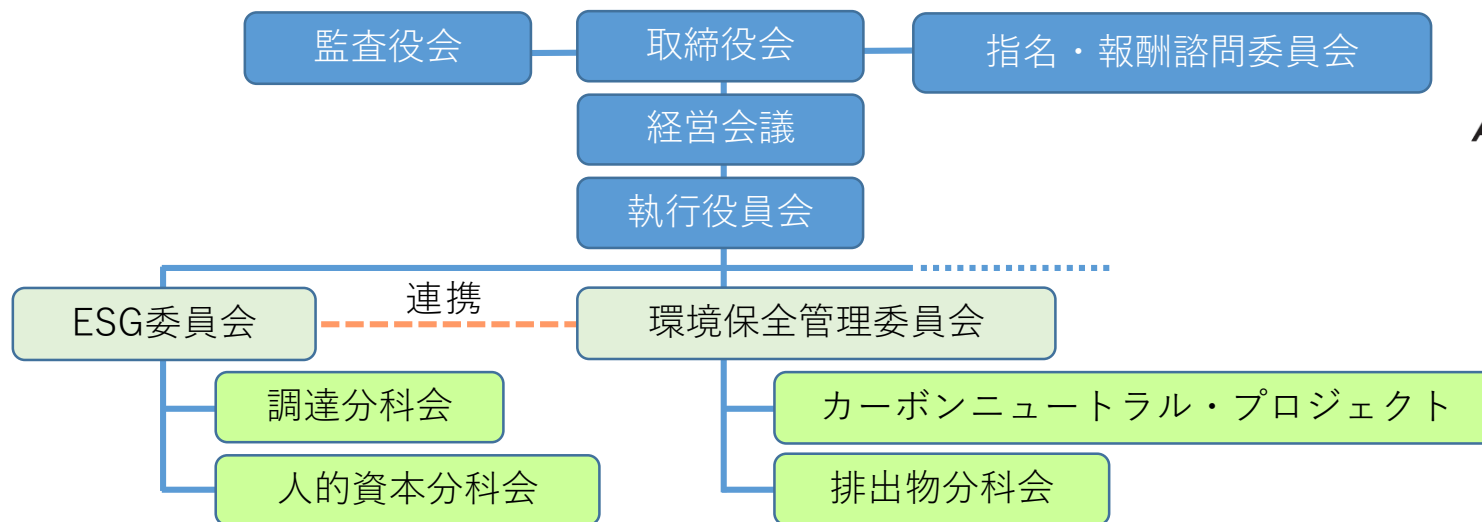 監査役会
取締役会
指名・報酬諮問委員会
経営会議
執行役員会
ESG委員会
連携
環境保全管理委員会
調達分科会
カーボンニュートラル・プロジェクト
人的資本分科会
排出物分科会